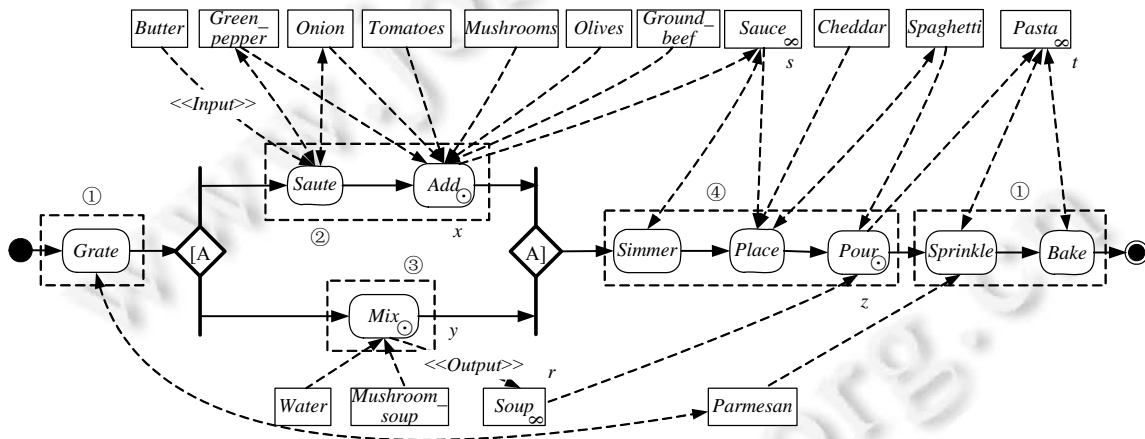 Butter
Green_
pepper
Onion
Tomatoes
Mushrooms
Olives
Ground_
beef
Sauce
∞
s
Cheddar
Spaghetti
Pasta
∞
t
<<Input>>
①
Grate
[A
Saute
Add
②
x
③
Mix
y
A]
④
Simmer
Place
Pour
z
①
Sprinkle
Bake
<<Output>>
r
Water
Mushroom_
soup
Soup
∞
Parmesan